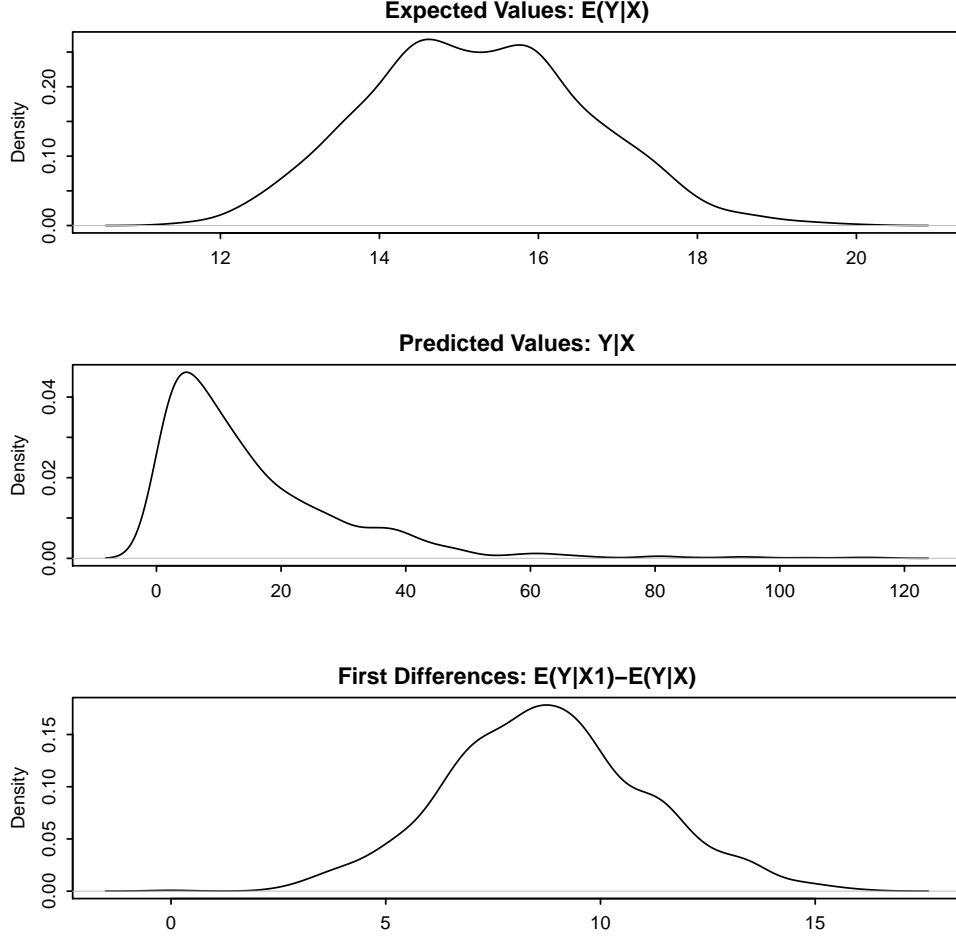 Expected Values: E(Y|X)
Density
0.00 0.10 0.20
12 14 16 18 20
Predicted Values: Y|X
Density
0.00 0.02 0.04
0 20 40 60 80 100 120
First Differences: E(Y|X1)−E(Y|X)
Density
0.00 0.05 0.10 0.15
0 5 10 15